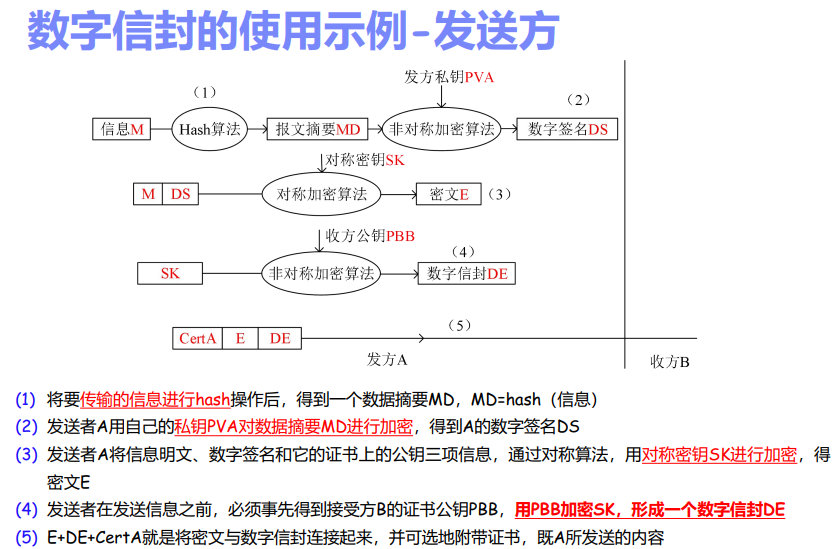 数字信封的使用示例-发送方
发方私钥PVA
（1）
（2）
信息M
Hash算法
报文摘要MD
非对称加密算法
数字签名DS
对称密钥SK
M DS
对称加密算法
密文E
（3）
收方公钥PBB
（4）
SK
非对称加密算法
数字信封DE
（5）
CertA E DE
发方A
收方B
(1) 将要传输的信息进行hash操作后，得到一个数据摘要MD，MD=hash（信息）
(2) 发送者A用自己的私钥PVA对数据摘要MD进行加密，得到A的数字签名DS
(3) 发送者A将信息明文、数字签名和它的证书上的公钥三项信息，通过对称算法，用对称密钥SK进行加密，得
密文E
(4) 发送者在发送信息之前，必须事先得到接受方B的证书公钥PBB，用PBB加密SK，形成一个数字信封DE
(5) E+DE+CertA就是将密文与数字信封连接起来，并可选地附带证书，既A所发送的内容